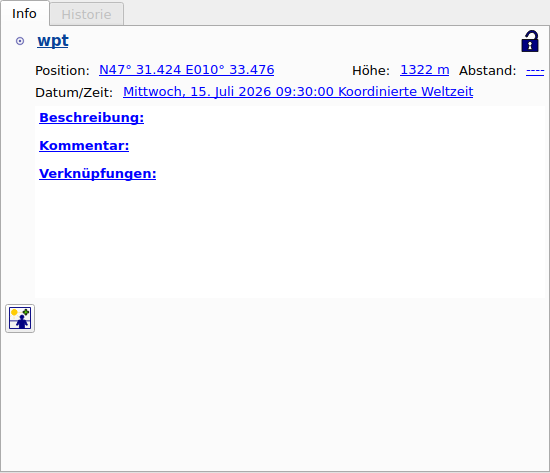 Info Historie
wpt
Position: N47° 31.424 E010° 33.476 Höhe: 1322 m Abstand: ----
Datum/Zeit: Mittwoch, 15. Juli 2026 09:30:00 Koordinierte Weltzeit
Beschreibung:
Kommentar:
Verknüpfungen: